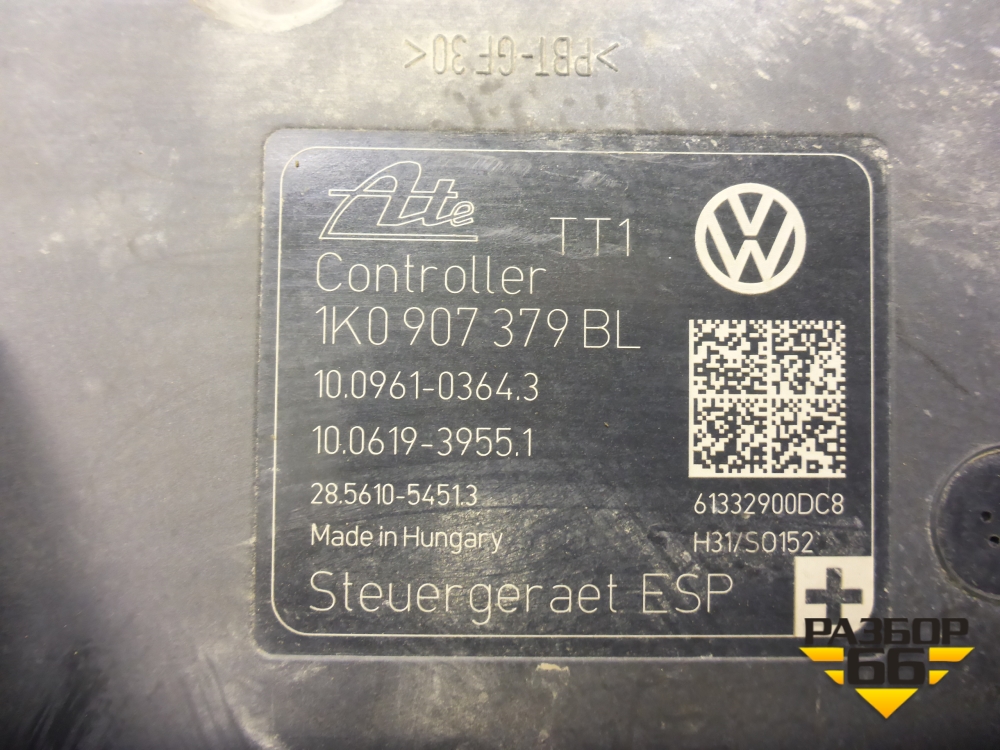 >PBT-GF30<
Ate
TT1
Controller
1K0 907 379 BL
10.0961-0364.3
10.0619-3955.1
28.5610-5451.3
61332900DC8
Made in Hungary
H31/S0152
Steuergeraet ESP
РАЗБОР
66